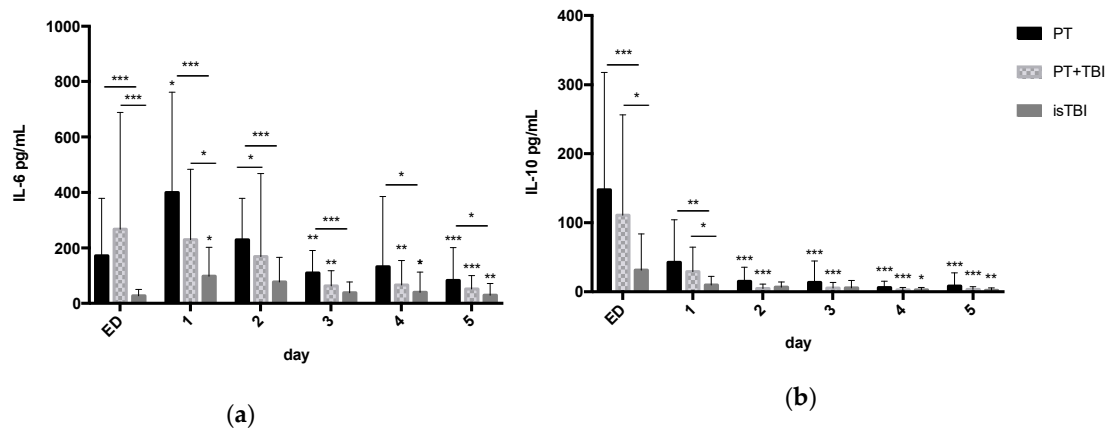 1000
800
600
400
200
0
IL-6 pg/mL
*** *** * *** * * * *** *** ** ** *** * ** * *** *** * **
ED 1 2 3 4 5
day
(a)
400
300
200
100
0
IL-10 pg/mL
*** * ** * *** *** *** *** *** *** * *** *** **
ED 1 2 3 4 5
day
(b)
PT
PT+TBI
isTBI